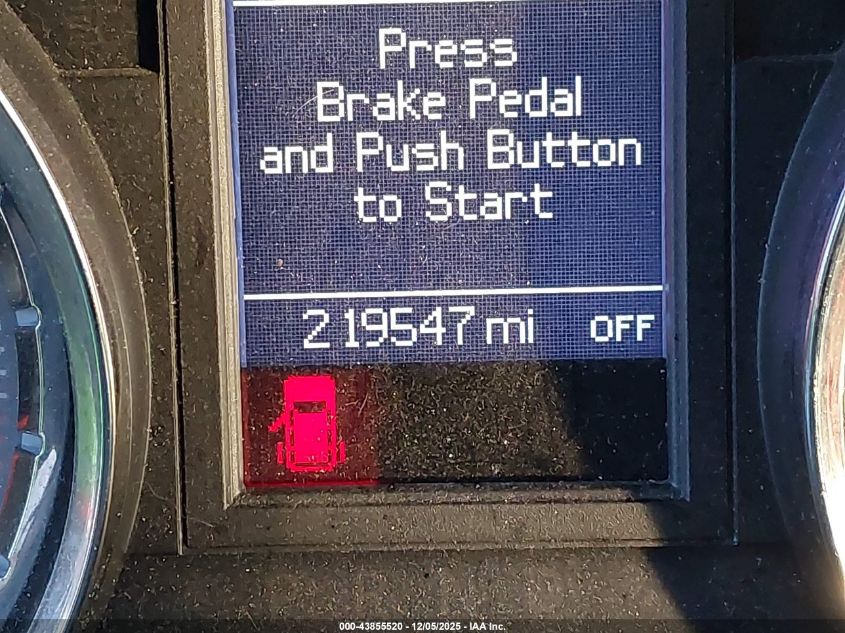 Press
Brake Pedal
and Push Button
to Start
219547 mi OFF
000-43855520 - 12/05/2025 - IAA Inc.